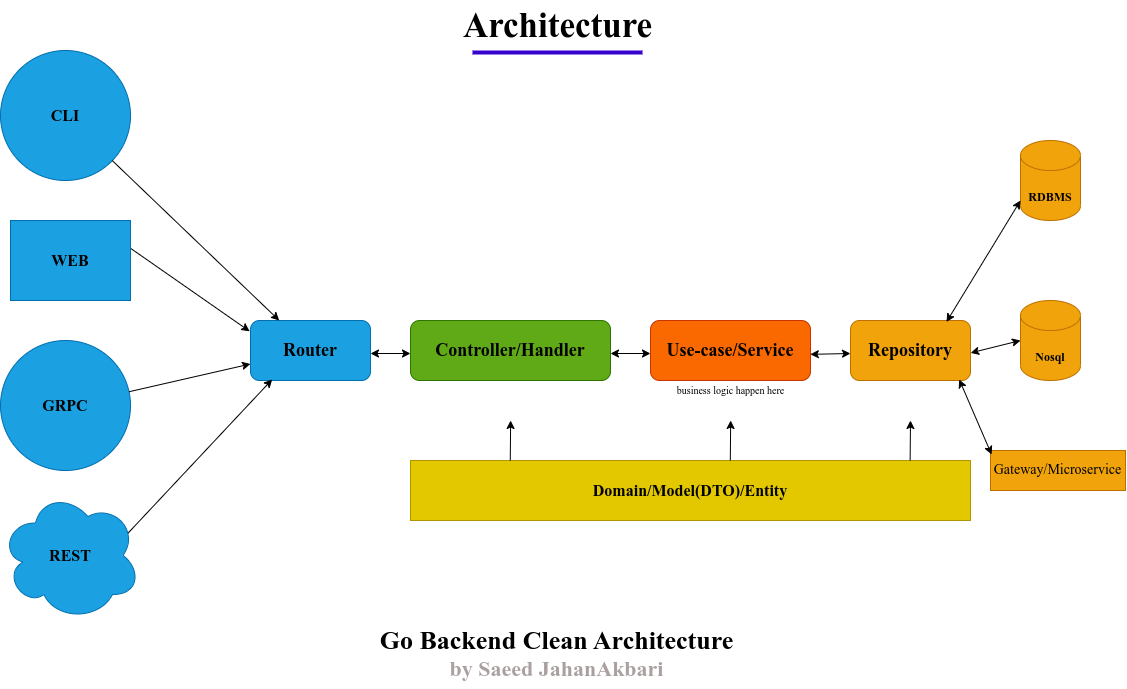 Architecture
CLI
WEB
GRPC
REST
Router
Controller/Handler
Use-case/Service
business logic happen here
Repository
RDBMS
Nosql
Gateway/Microservice
Domain/Model(DTO)/Entity
Go Backend Clean Architecture
by Saeed JahanAkbari